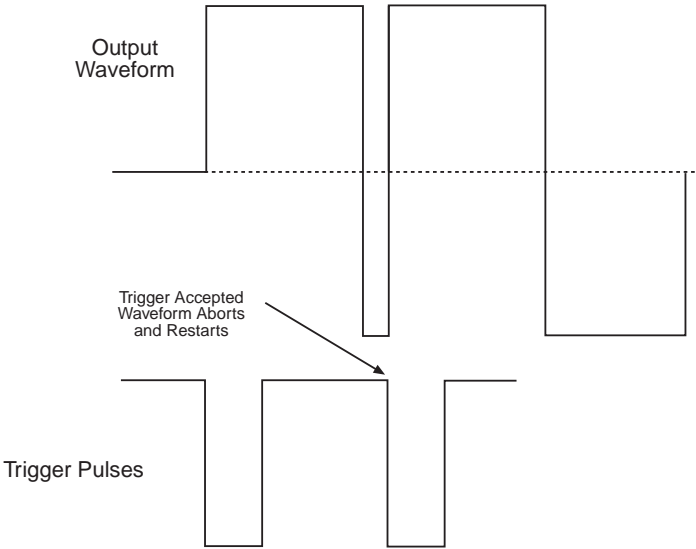 Output
Waveform
Trigger Accepted
Waveform Aborts
and Restarts
Trigger Pulses